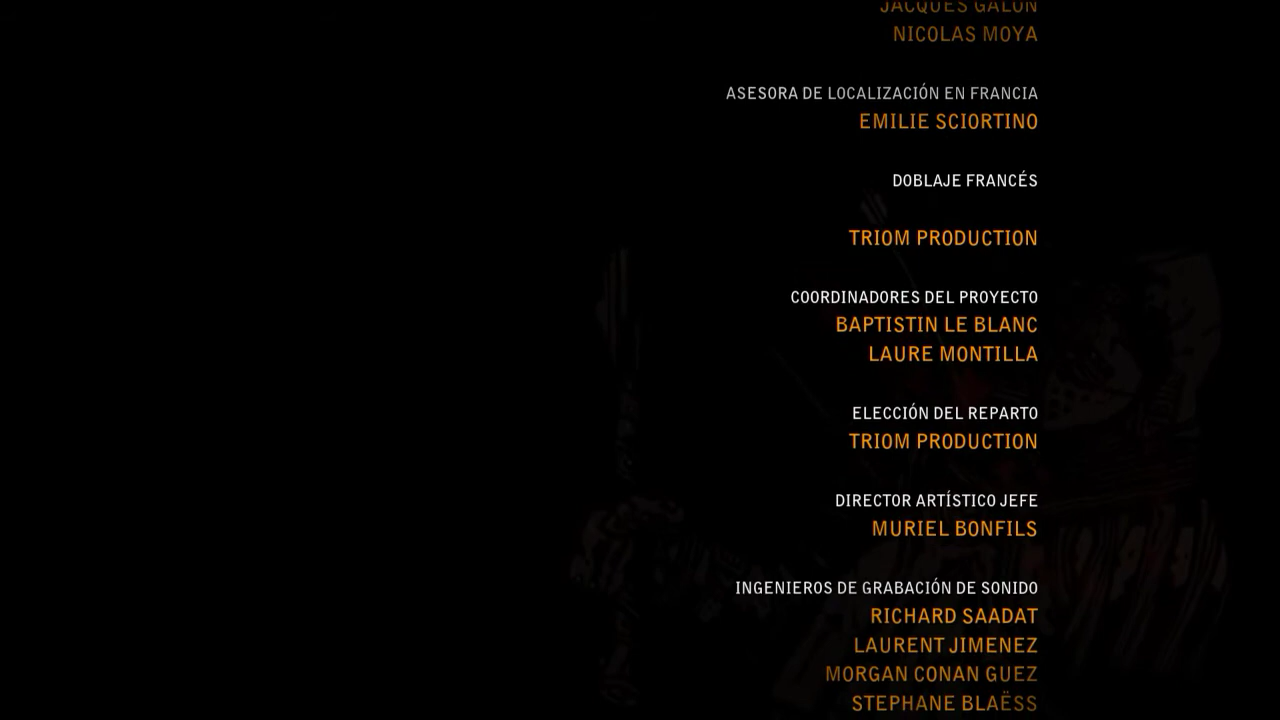 JACQUES GALON
NICOLAS MOYA
ASESORA DE LOCALIZACIÓN EN FRANCIA
EMILIE SCIORTINO
DOBLAJE FRANCÉS
TRIOM PRODUCTION
COORDINADORES DEL PROYECTO
BAPTISTIN LE BLANC
LAURE MONTILLA
ELECCIÓN DEL REPARTO
TRIOM PRODUCTION
DIRECTOR ARTÍSTICO JEFE
MURIEL BONFILS
INGENIEROS DE GRABACIÓN DE SONIDO
RICHARD SAADAT
LAURENT JIMENEZ
MORGAN CONAN GUEZ
STEPHANE BLAËSS